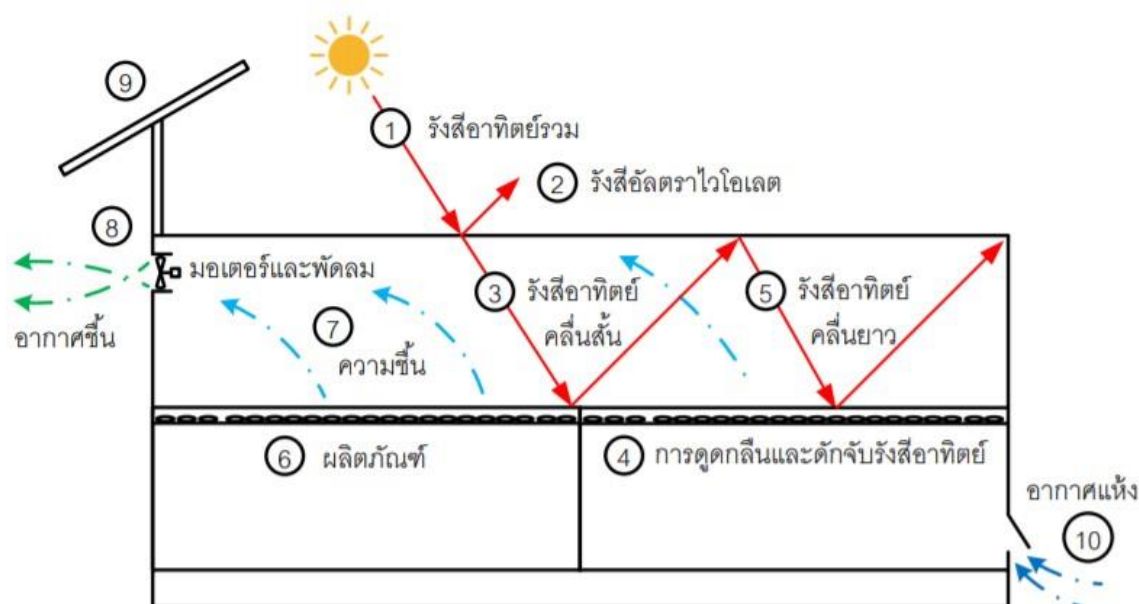 9
1 รังสีอาทิตย์รวม
2 รังสีอัลตราไวโอเลต
8
มอเตอร์และพัดลม
อากาศชื้น
3 รังสีอาทิตย์
คลื่นสั้น
5 รังสีอาทิตย์
คลื่นยาว
7
ความชื้น
6 ผลิตภัณฑ์
4 การดูดกลืนและดักจับรังสีอาทิตย์
อากาศแห้ง
10